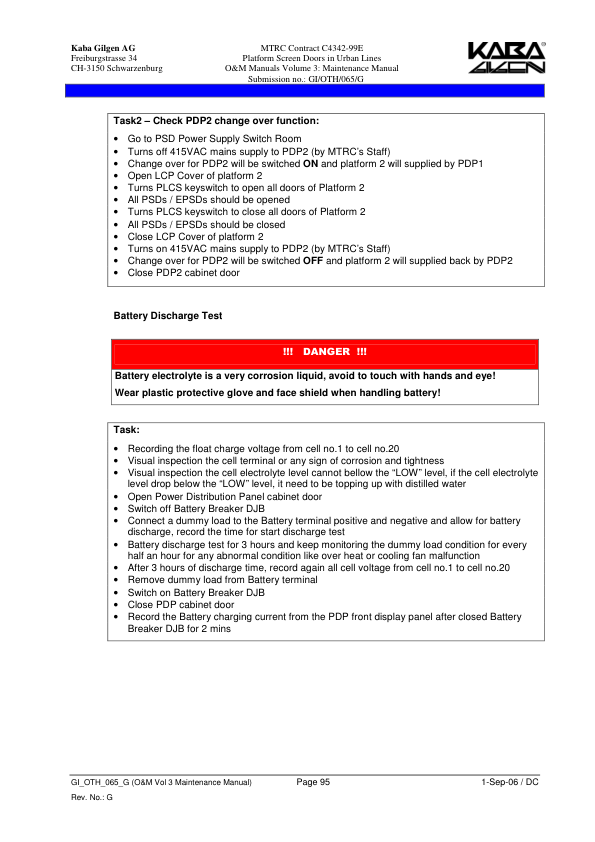 Kaba Gilgen AG
Freiburgstrasse 34
CH-3150 Schwarzenburg
MTRC Contract C4342-99E
Platform Screen Doors in Urban Lines
O&M Manuals Volume 3: Maintenance Manual
Submission no.: GI/OTH/065/G
KABA
GILGEN
Task2 – Check PDP2 change over function:
• Go to PSD Power Supply Switch Room
• Turns off 415VAC mains supply to PDP2 (by MTRC's Staff)
• Change over for PDP2 will be switched ON and platform 2 will supplied by PDP1
• Open LCP Cover of platform 2
• Turns PLCS keyswitch to open all doors of Platform 2
• All PSDs / EPSDs should be opened
• Turns PLCS keyswitch to close all doors of Platform 2
• All PSDs / EPSDs should be closed
• Close LCP Cover of platform 2
• Turns on 415VAC mains supply to PDP2 (by MTRC's Staff)
• Change over for PDP2 will be switched OFF and platform 2 will supplied back by PDP2
• Close PDP2 cabinet door
Battery Discharge Test
!!! DANGER !!!
Battery electrolyte is a very corrosion liquid, avoid to touch with hands and eye!
Wear plastic protective glove and face shield when handling battery!
Task:
• Recording the float charge voltage from cell no.1 to cell no.20
• Visual inspection the cell terminal or any sign of corrosion and tightness
• Visual inspection the cell electrolyte level cannot bellow the “LOW” level, if the cell electrolyte
level drop below the “LOW” level, it need to be topping up with distilled water
• Open Power Distribution Panel cabinet door
• Switch off Battery Breaker DJB
• Connect a dummy load to the Battery terminal positive and negative and allow for battery
discharge, record the time for start discharge test
• Battery discharge test for 3 hours and keep monitoring the dummy load condition for every
half an hour for any abnormal condition like over heat or cooling fan malfunction
• After 3 hours of discharge time, record again all cell voltage from cell no.1 to cell no.20
• Remove dummy load from Battery terminal
• Switch on Battery Breaker DJB
• Close PDP cabinet door
• Record the Battery charging current from the PDP front display panel after closed Battery
Breaker DJB for 2 mins
GI_OTH_065_G (O&M Vol 3 Maintenance Manual)
Page 95
1-Sep-06 / DC
Rev. No.: G